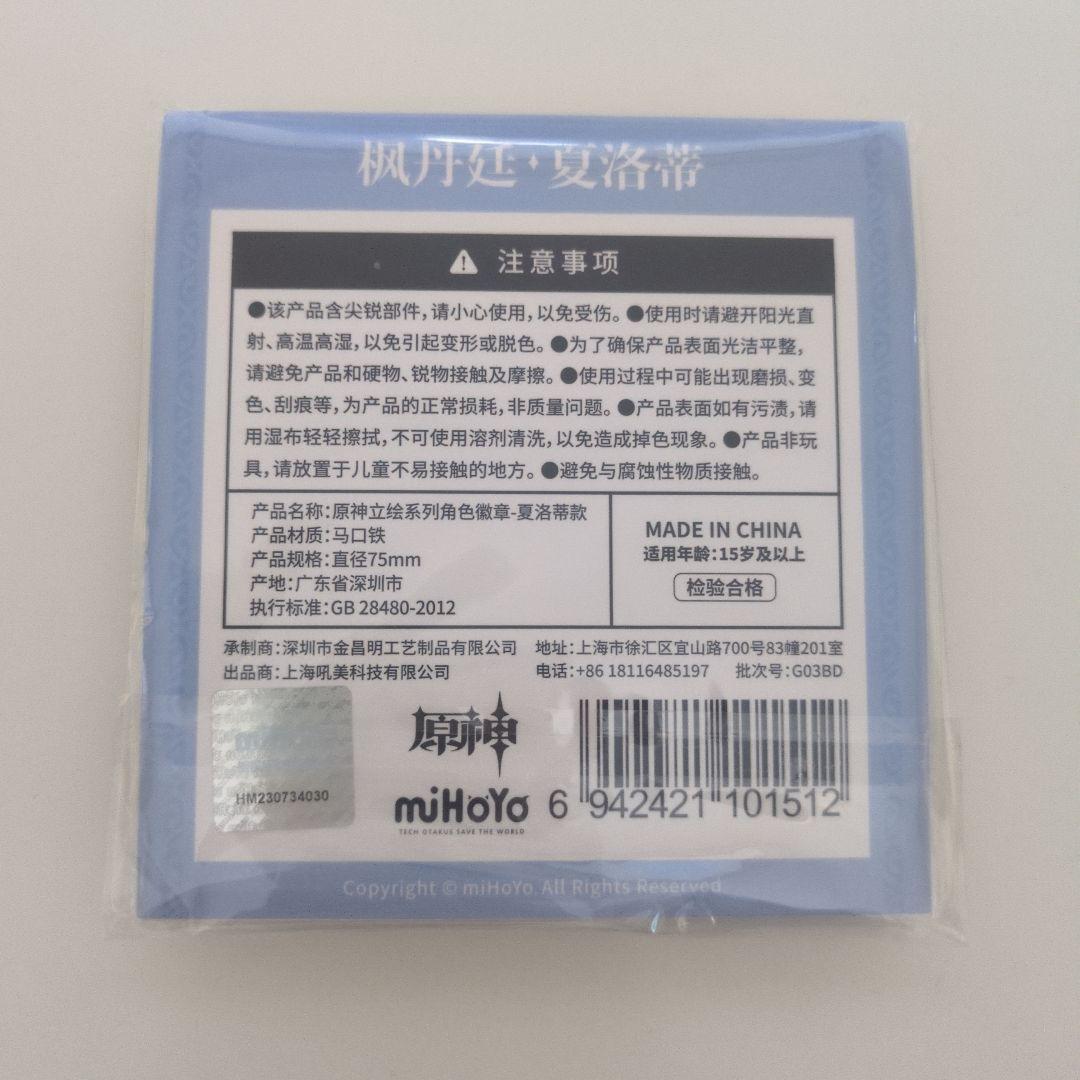 枫丹廷·夏洛蒂
注意事项
●该产品含尖锐部件,请小心使用,以免受伤。●使用时请避开阳光直
射、高温高湿,以免引起变形或脱色。●为了确保产品表面光洁平整,
请避免产品和硬物、锐物接触及摩擦。●使用过程中可能出现磨损、变
色、刮痕等,为产品的正常损耗,非质量问题。●产品表面如有污渍,请
用湿布轻轻擦拭,不可使用溶剂清洗,以免造成掉色现象。●产品非玩
具,请放置于儿童不易接触的地方。●避免与腐蚀性物质接触。
产品名称:原神立绘系列角色徽章-夏洛蒂款
产品材质:马口铁
产品规格:直径75mm
产地:广东省深圳市
执行标准:GB 28480-2012
MADE IN CHINA
适用年龄:15岁及以上
检验合格
承制商:深圳市金昌明工艺制品有限公司 地址:上海市徐汇区宜山路700号83幢201室
出品商:上海吼美科技有限公司 电话:+86 18116485197 批次号:G03BD
HM230734030
原神
miHoYo
TECH OTAKUS SAVE THE WORLD
6 942421 101512
Copyright © miHoYo. All Rights Reserved